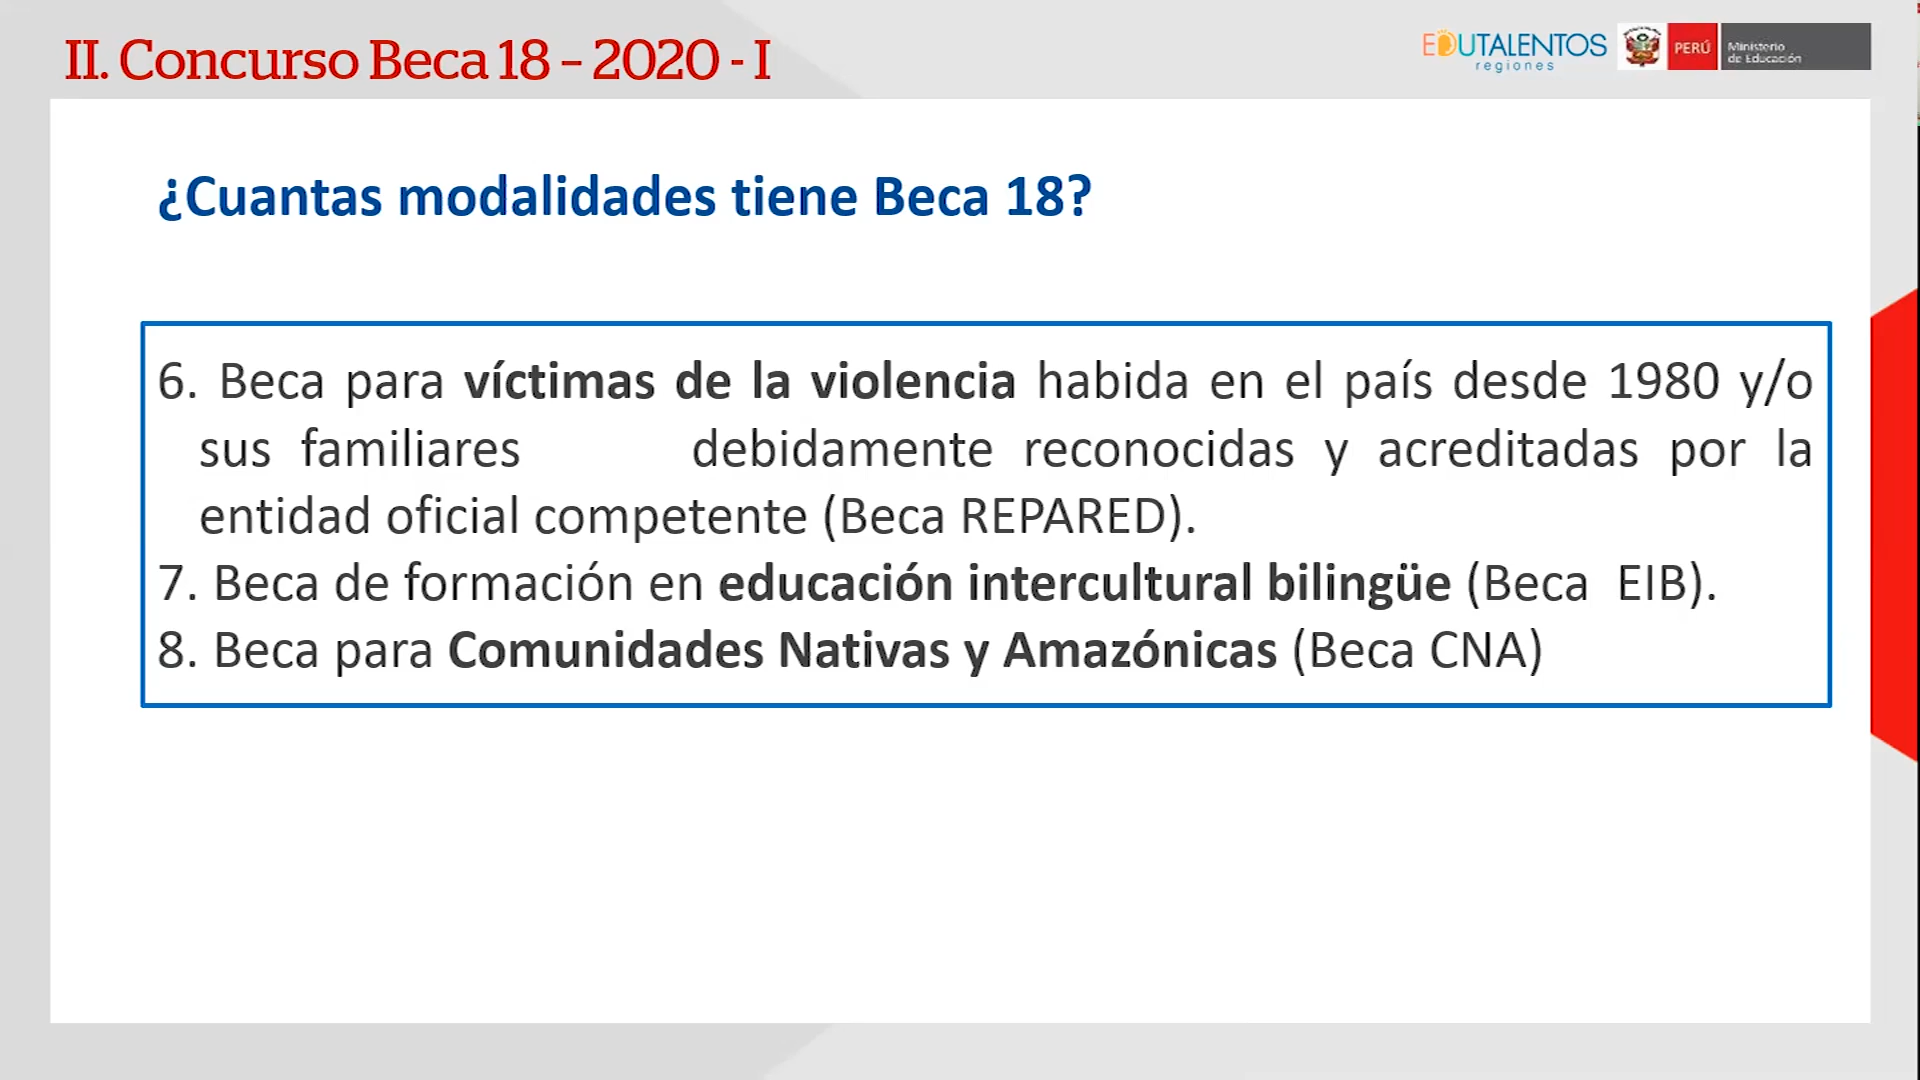 II. Concurso Beca 18 – 2020 - I
EDUTALENTOS
regiones
PERÚ
Ministerio
de Educación
¿Cuantas modalidades tiene Beca 18?
6. Beca para víctimas de la violencia habida en el país desde 1980 y/o
sus familiares debidamente reconocidas y acreditadas por la
entidad oficial competente (Beca REPARED).
7. Beca de formación en educación intercultural bilingüe (Beca EIB).
8. Beca para Comunidades Nativas y Amazónicas (Beca CNA)